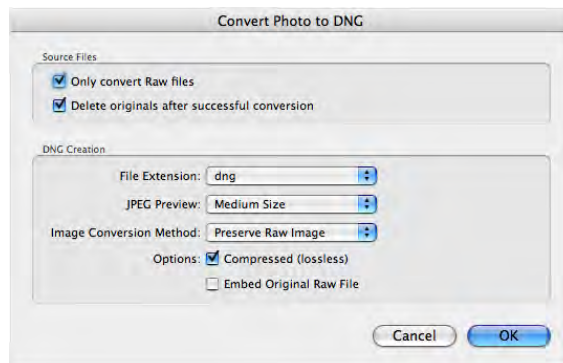 Convert Photo to DNG
Source Files
Only convert Raw files
Delete originals after successful conversion
DNG Creation
File Extension: dng
JPEG Preview: Medium Size
Image Conversion Method: Preserve Raw Image
Options: Compressed (lossless)
Embed Original Raw File
Cancel OK